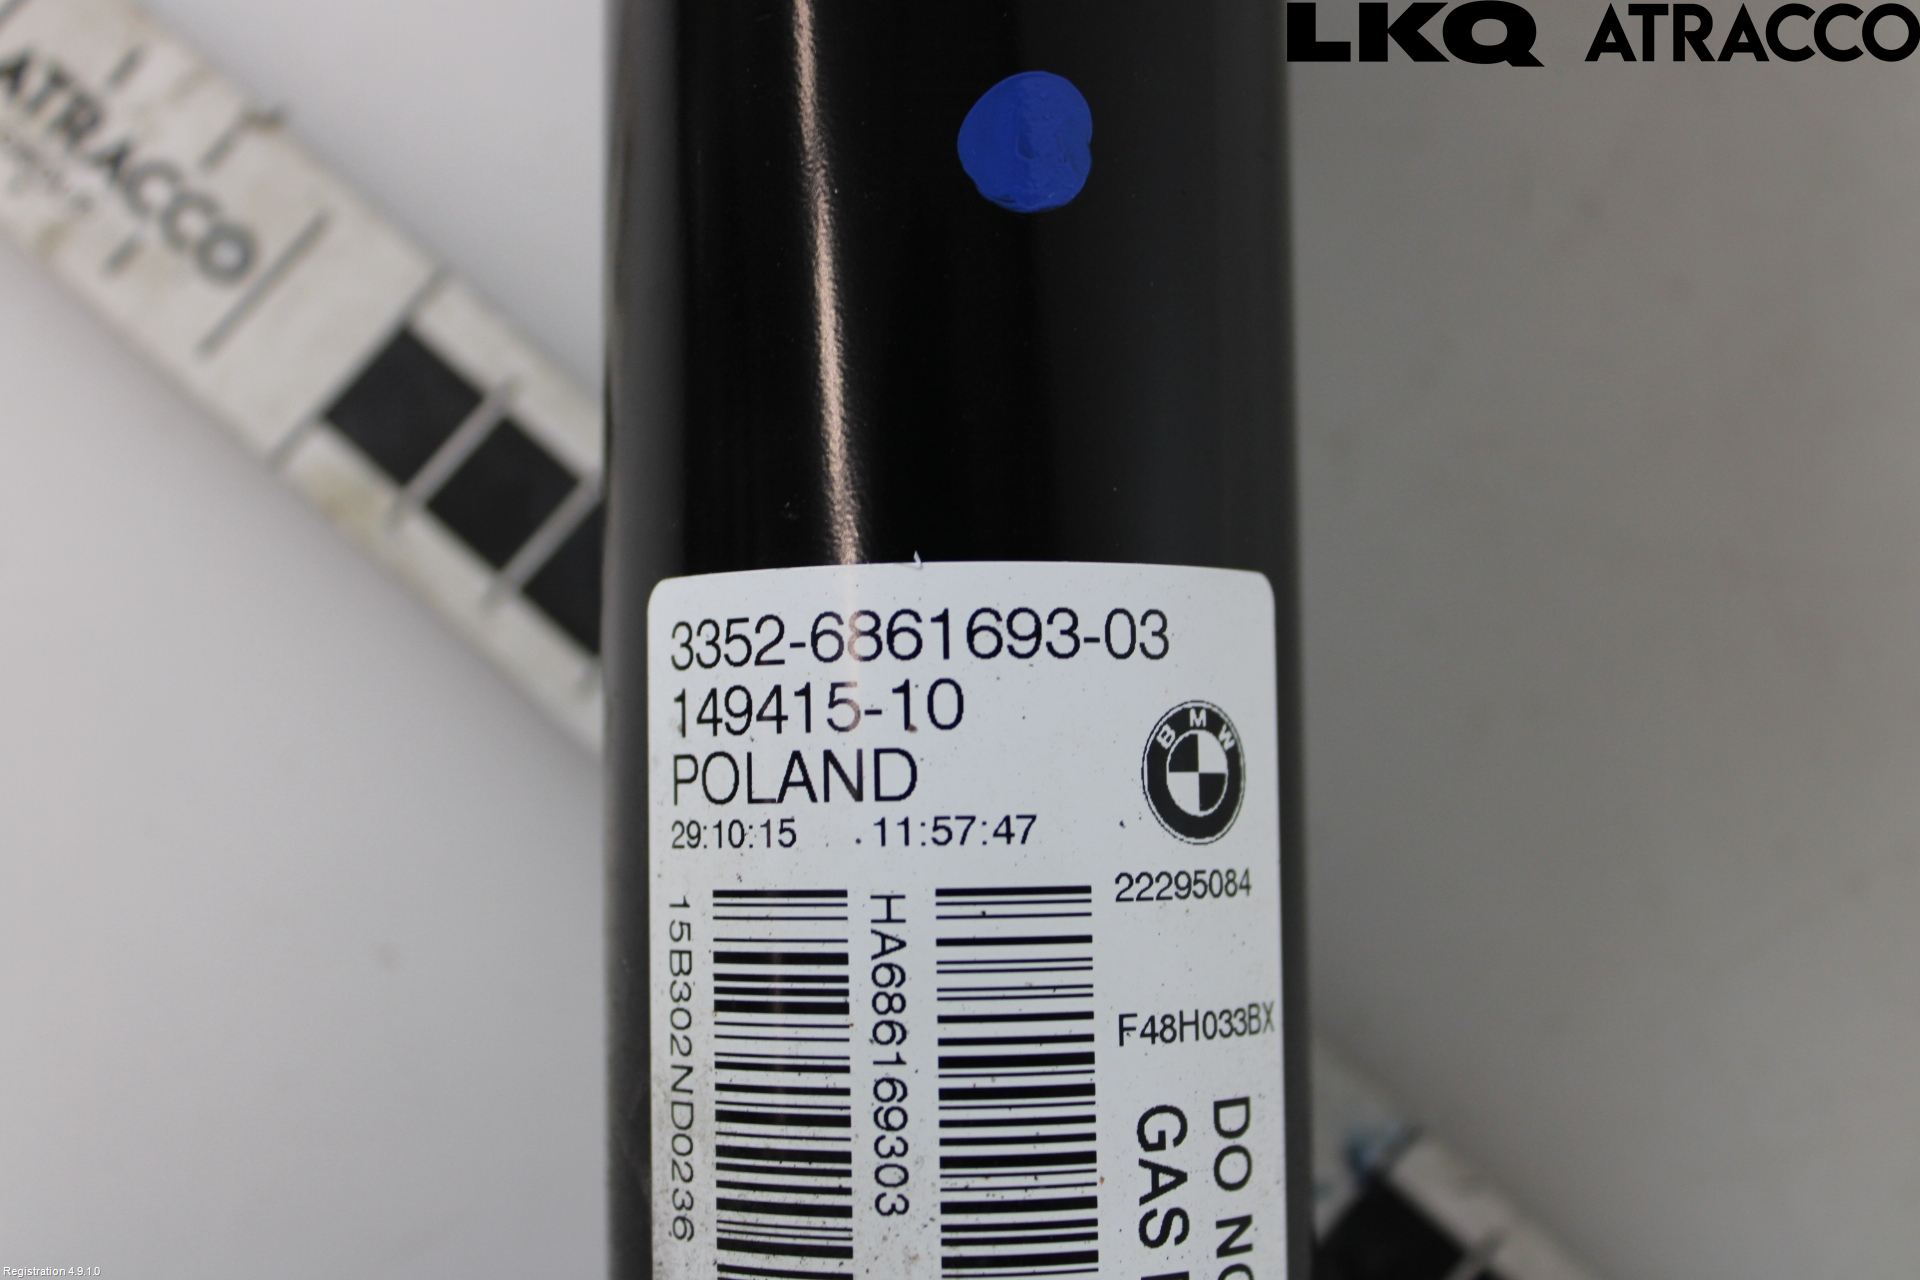 LKQ ATRACCO
ATRACCO
3352-6861693-03
149415-10
POLAND
BMW
29:10:15 .11:57:47
22295084
15B302ND0236
HA686169303
F48H033BX
DO NO
GAS
Registration 4.9.1.0